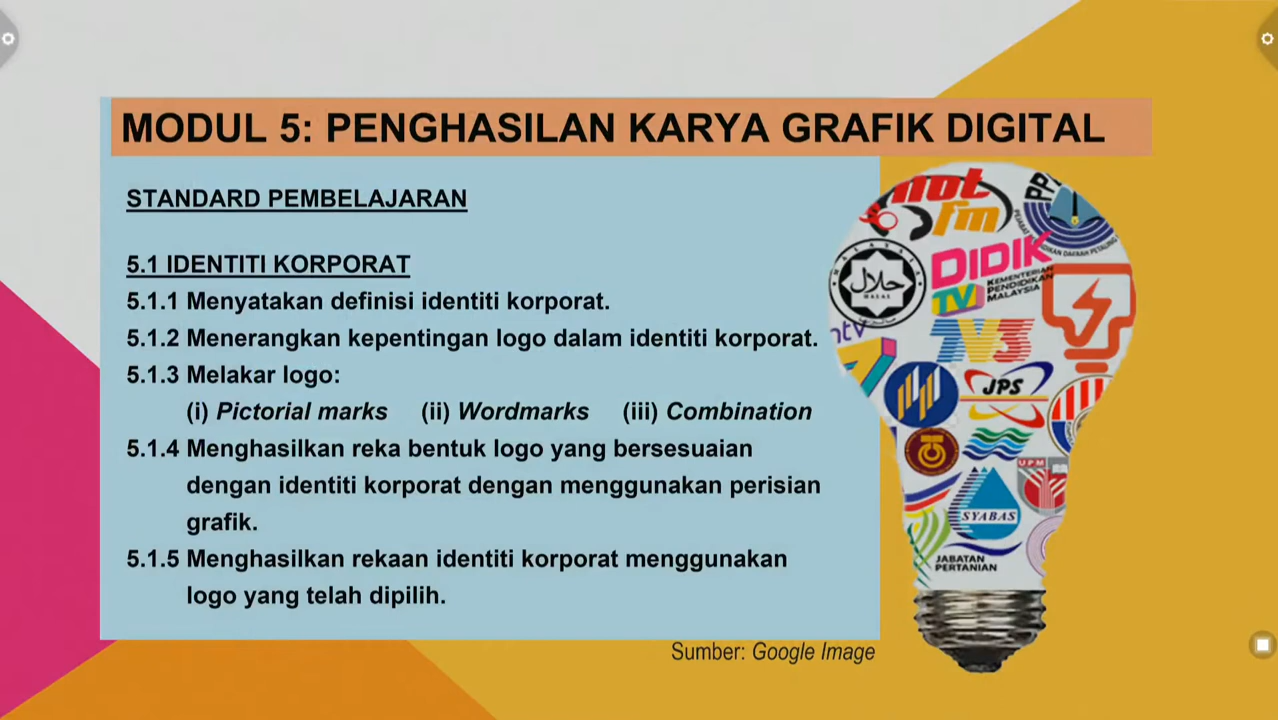 MODUL 5: PENGHASILAN KARYA GRAFIK DIGITAL
STANDARD PEMBELAJARAN
5.1 IDENTITI KORPORAT
5.1.1 Menyatakan definisi identiti korporat.
5.1.2 Menerangkan kepentingan logo dalam identiti korporat.
5.1.3 Melakar logo:
(i) Pictorial marks (ii) Wordmarks (iii) Combination
5.1.4 Menghasilkan reka bentuk logo yang bersesuaian
dengan identiti korporat dengan menggunakan perisian
grafik.
5.1.5 Menghasilkan rekaan identiti korporat menggunakan
logo yang telah dipilih.
hot
fm
DIDIK
TV
KEMENTERIAN
PENDIDIKAN
MALAYSIA
حلال
HALAL
ntv
TV3
JPS
UPM
SYABAS
JABATAN
PERTANIAN
Sumber: Google Image